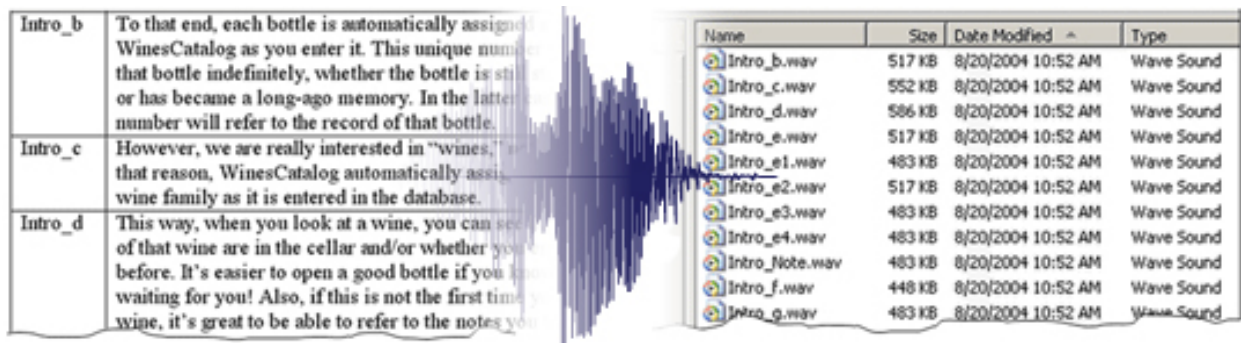 Intro_b To that end, each bottle is automatically assigned
WinesCatalog as you enter it. This unique number
that bottle indefinitely, whether the bottle is still
or has became a long-ago memory. In the latter
number will refer to the record of that bottle.
Intro_c However, we are really interested in “wines,”
that reason, WinesCatalog automatically
wine family as it is entered in the database.
Intro_d This way, when you look at a wine, you can see
of that wine are in the cellar and/or whether you
before. It’s easier to open a good bottle if you know
waiting for you! Also, if this is not the first time
wine, it’s great to be able to refer to the notes you
Name Size Date Modified Type
Intro_b.wav 517 KB 8/20/2004 10:52 AM Wave Sound
Intro_c.wav 552 KB 8/20/2004 10:52 AM Wave Sound
Intro_d.wav 586 KB 8/20/2004 10:52 AM Wave Sound
Intro_e.wav 517 KB 8/20/2004 10:52 AM Wave Sound
Intro_e1.wav 483 KB 8/20/2004 10:52 AM Wave Sound
Intro_e2.wav 517 KB 8/20/2004 10:52 AM Wave Sound
Intro_e3.wav 483 KB 8/20/2004 10:52 AM Wave Sound
Intro_e4.wav 483 KB 8/20/2004 10:52 AM Wave Sound
Intro_Note.wav 483 KB 8/20/2004 10:52 AM Wave Sound
Intro_f.wav 448 KB 8/20/2004 10:52 AM Wave Sound
Intro_g.wav 483 KB 8/20/2004 10:52 AM Wave Sound